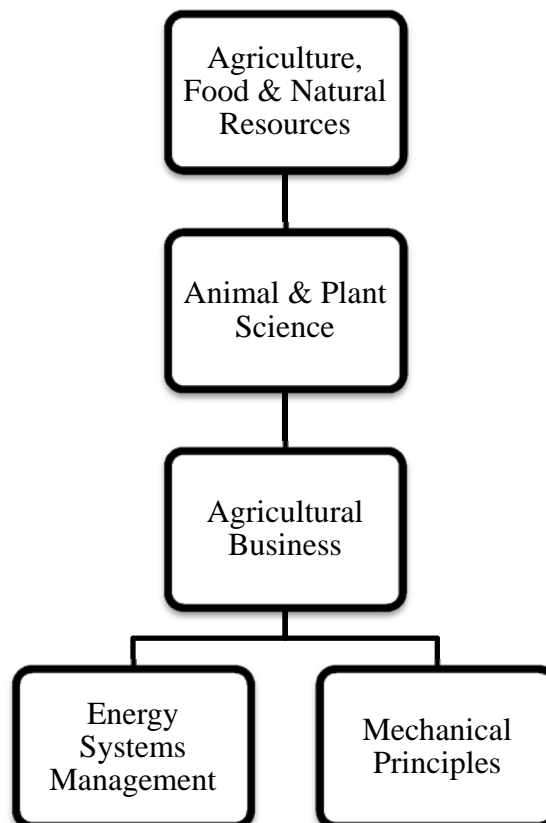 Agriculture,
Food & Natural
Resources
Animal & Plant
Science
Agricultural
Business
Energy
Systems
Management
Mechanical
Principles